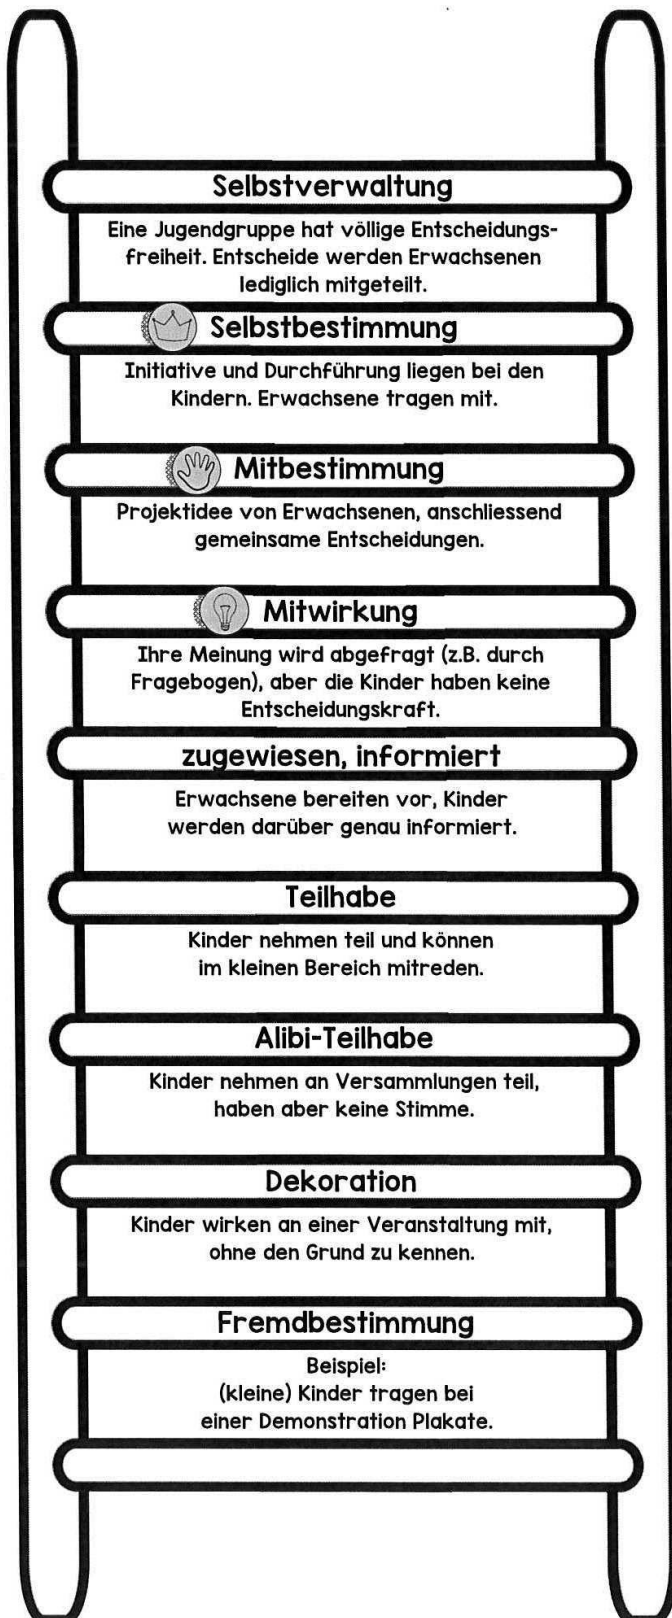 Selbstverwaltung
Eine Jugendgruppe hat völlige Entscheidungs-
freiheit. Entscheide werden Erwachsenen
lediglich mitgeteilt.
Selbstbestimmung
Initiative und Durchführung liegen bei den
Kindern. Erwachsene tragen mit.
Mitbestimmung
Projektidee von Erwachsenen, anschliessend
gemeinsame Entscheidungen.
Mitwirkung
Ihre Meinung wird abgefragt (z.B. durch
Fragebogen), aber die Kinder haben keine
Entscheidungskraft.
zugewiesen, informiert
Erwachsene bereiten vor, Kinder
werden darüber genau informiert.
Teilhabe
Kinder nehmen teil und können
im kleinen Bereich mitreden.
Alibi-Teilhabe
Kinder nehmen an Versammlungen teil,
haben aber keine Stimme.
Dekoration
Kinder wirken an einer Veranstaltung mit,
ohne den Grund zu kennen.
Fremdbestimmung
Beispiel:
(kleine) Kinder tragen bei
einer Demonstration Plakate.